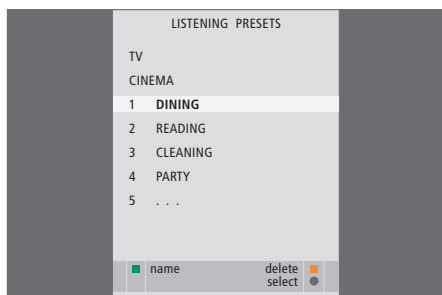 LISTENING PRESETS
TV
CINEMA
1 DINING
2 READING
3 CLEANING
4 PARTY
5 . . .
name delete
select